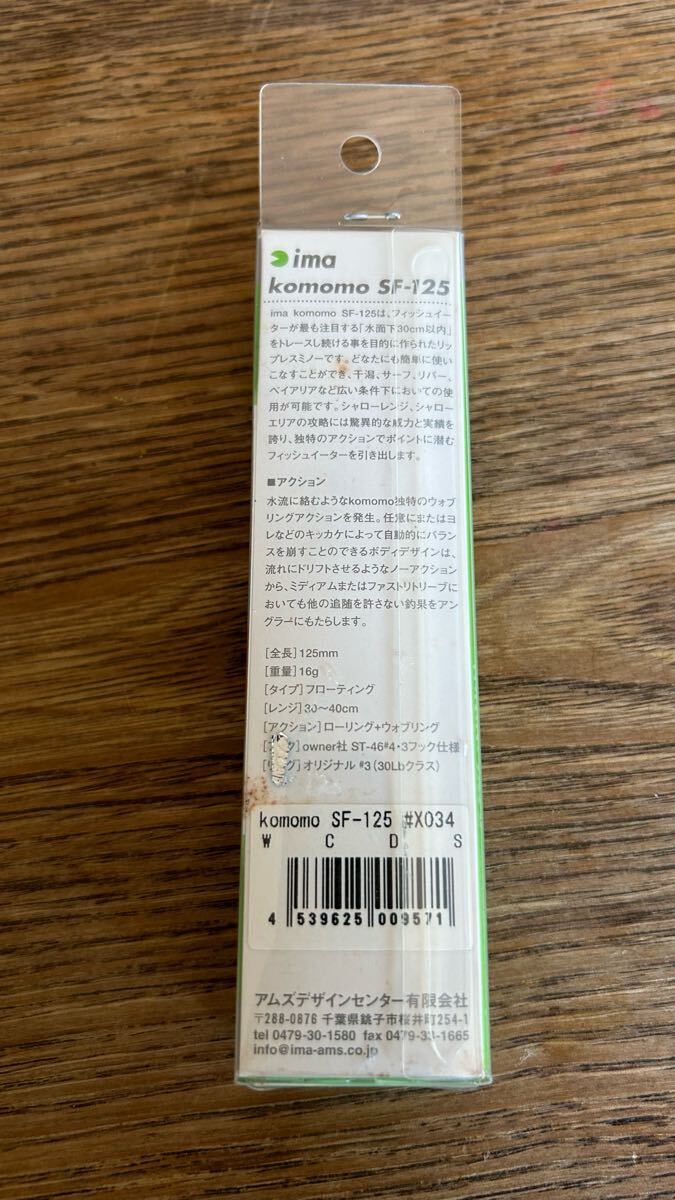 ima
komomo SF-125
ima komomo SF-125は、フィッシュイー
ターが最も注目する「水面下30cm以内」
をトレースし続ける事を目的に作られたリッ
プレスミノーです。どなたにも簡単に使い
こなすことができ、干潟、サーフ、リバー、
ベイアリアなど広い条件下においての使
用が可能です。シャローレンジ、シャロー
エリアの攻略には驚異的な威力と実績を
誇り、独特のアクションでポイントに潜む
フィッシュイーターを引き出します。
■アクション
水流に絡むようなkomomo独特のウォブ
リングアクションを発生。任意にまたはヨ
レなどのキッカケによって自動的にバラン
スを崩すことのできるボディデザインは、
流れにドリフトさせるようなノーアクション
から、ミディアムまたはファストリトリーブに
おいても他の追随を許さない釣果をアン
グラーにもたらします。
[全長]125mm
[重量]16g
[タイプ]フローティング
[レンジ]30〜40cm
[アクション]ローリング+ウォブリング
owner社 ST-46#4・3フック仕様
オリジナル #3(30Lbクラス)
komomo SF-125 #X034
W C D S
4 539625 009571
アムズデザインセンター有限会社
〒288-0876 千葉県銚子市桜井町254-1
tel 0479-30-1580 fax 0479-33-1665
info@ima-ams.co.jp